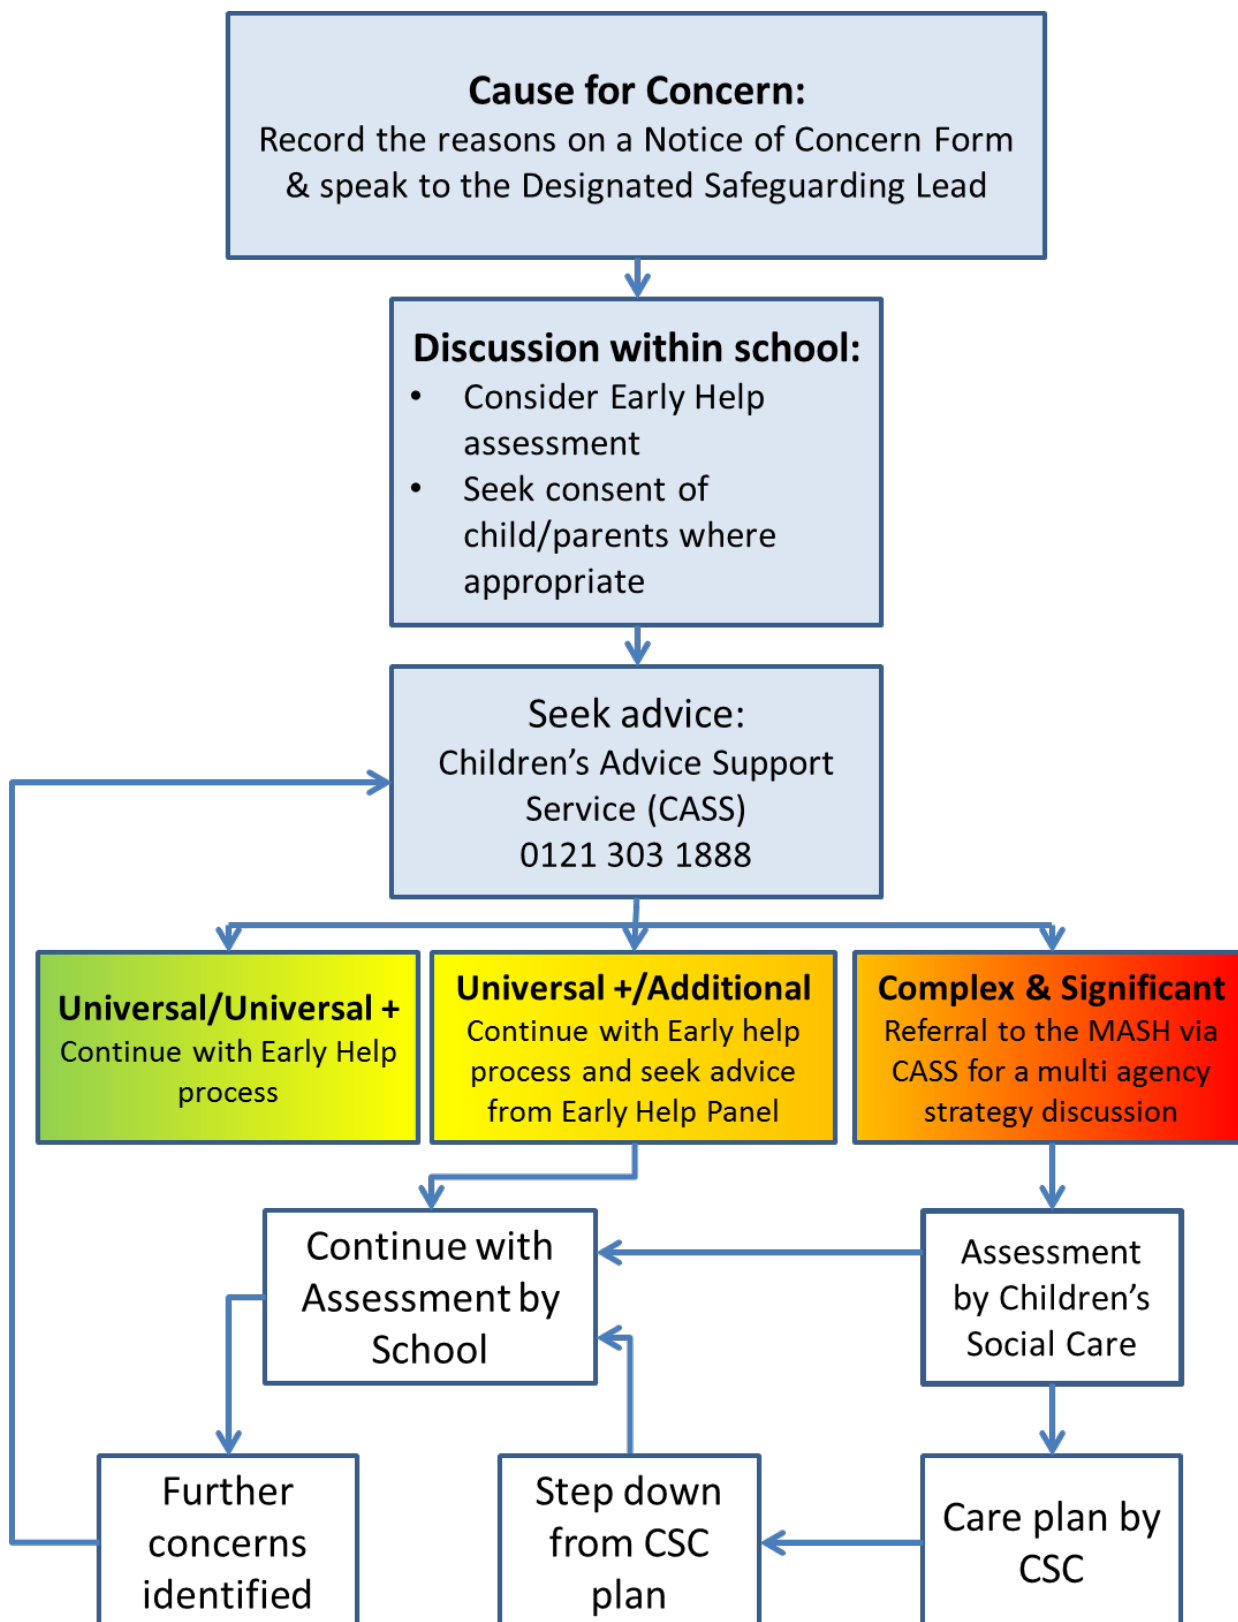 Cause for Concern:
Record the reasons on a Notice of Concern Form
& speak to the Designated Safeguarding Lead
Discussion within school:
• Consider Early Help
assessment
• Seek consent of
child/parents where
appropriate
Seek advice:
Children’s Advice Support
Service (CASS)
0121 303 1888
Universal/Universal +
Continue with Early Help
process
Universal +/Additional
Continue with Early help
process and seek advice
from Early Help Panel
Complex & Significant
Referral to the MASH via
CASS for a multi agency
strategy discussion
Continue with
Assessment by
School
Assessment
by Children’s
Social Care
Further
concerns
identified
Step down
from CSC
plan
Care plan by
CSC